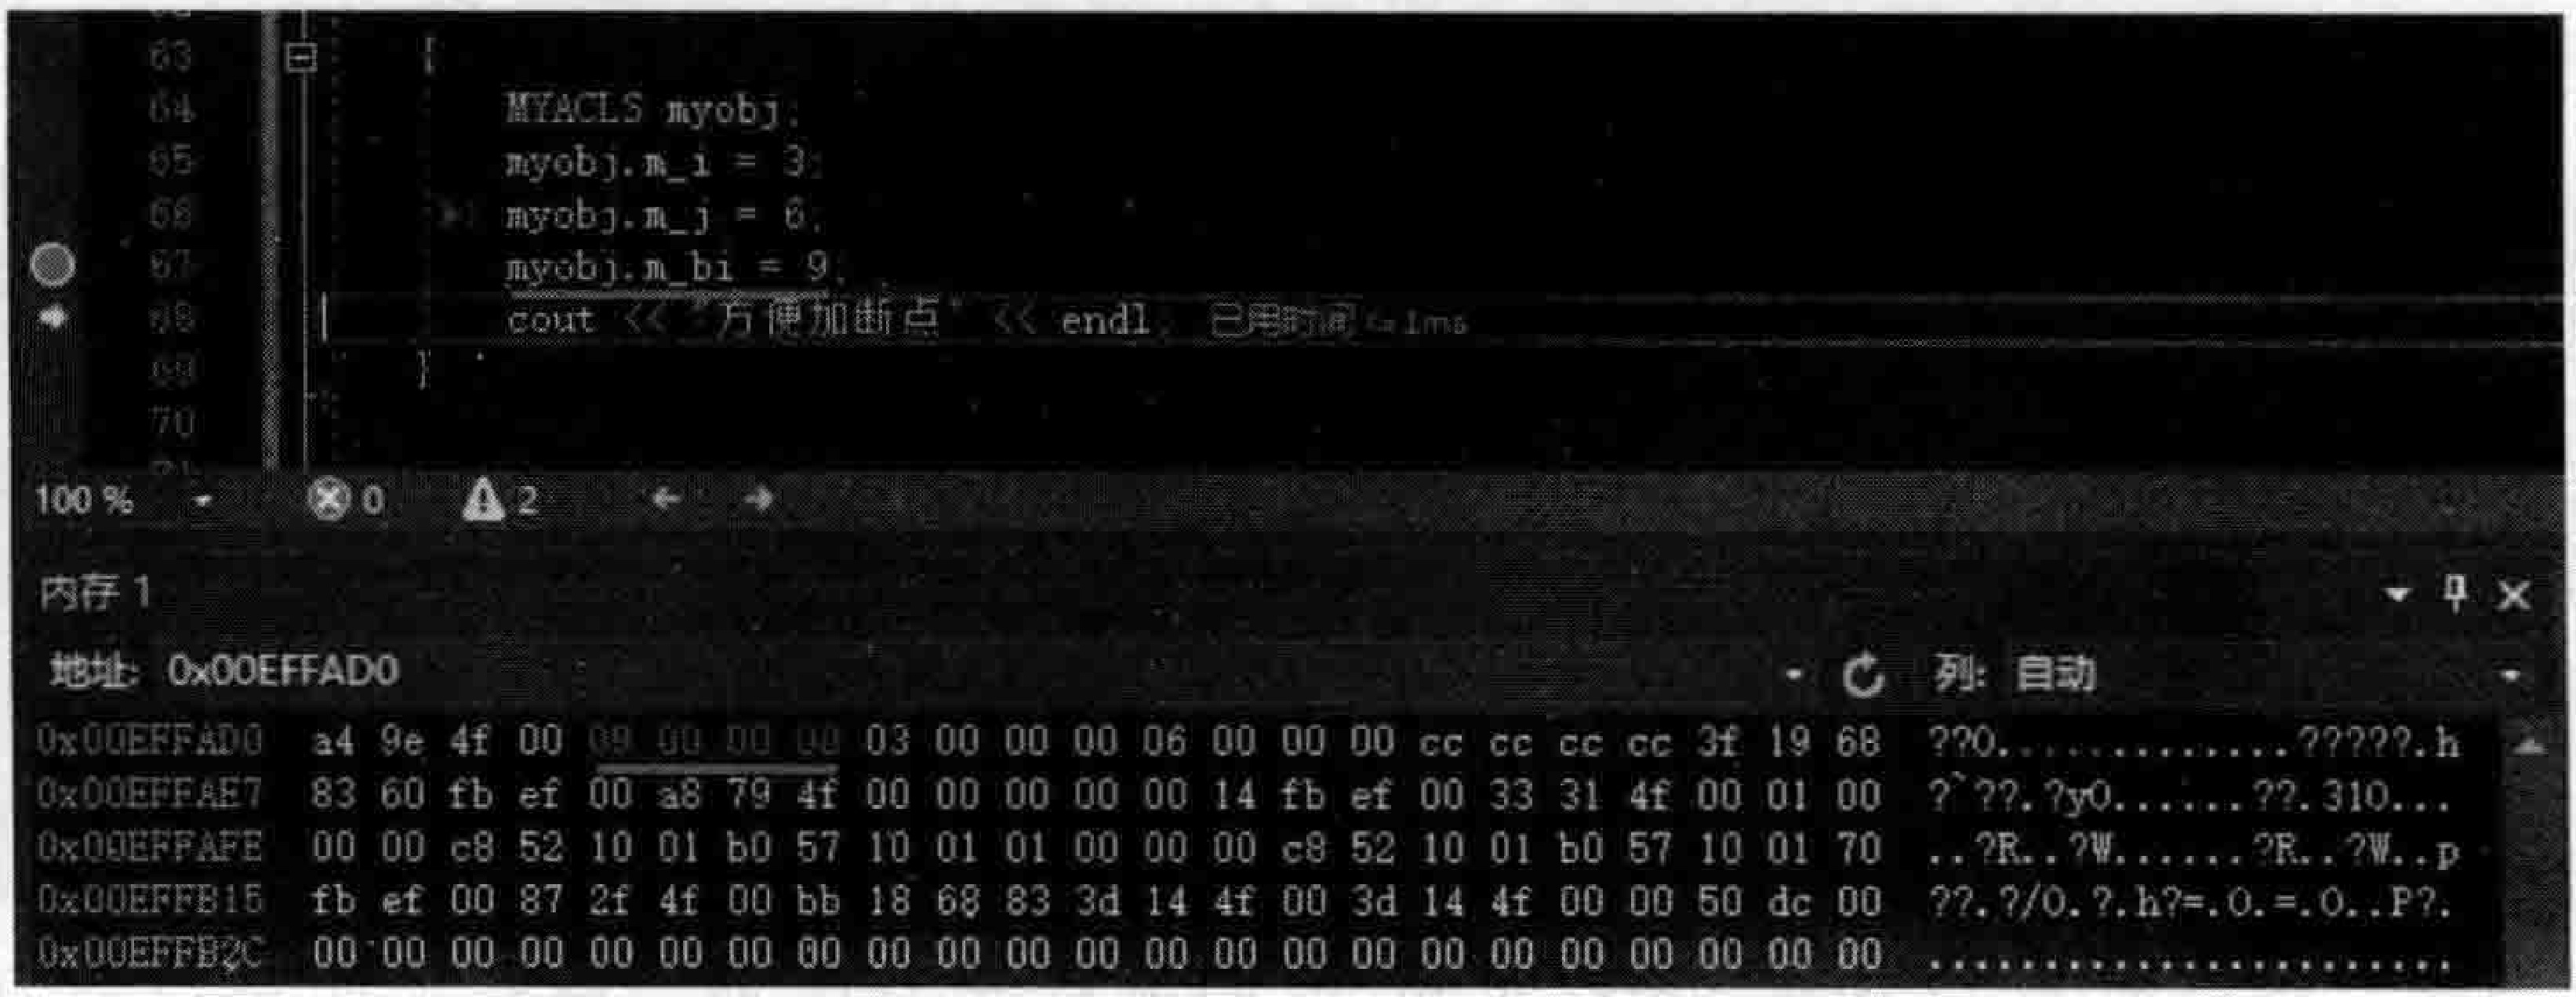 63 {
64 MYACLS myobj;
65 myobj.m_i = 3;
66 myobj.m_j = 6;
67 myobj.m_bi = 9;
68 cout << "方便加断点" << endl; 已用时间<=1ms
69 }
70
100 % 0 2
内存 1
地址: 0x00EFFAD0 列: 自动
0x00EFFAD0 a4 9e 4f 00 09 00 00 00 03 00 00 00 06 00 00 00 cc cc cc cc 3f 19 68 ??O.............?????.h
0x00EFFAE7 83 60 fb ef 00 a8 79 4f 00 00 00 00 00 14 fb ef 00 33 31 4f 00 01 00 ?`??.?yO......??.31O...
0x00EFFAFE 00 00 c8 52 10 01 b0 57 10 01 01 00 00 00 c8 52 10 01 b0 57 10 01 70 ..?R..?W......?R..?W..p
0x00EFFB15 fb ef 00 87 2f 4f 00 bb 18 68 83 3d 14 4f 00 3d 14 4f 00 00 50 dc 00 ??.?/O.?.h?=.O.=.O..P?.
0x00EFFB2C 00 00 00 00 00 00 00 00 00 00 00 00 00 00 00 00 00 00 00 00 00 00 00 .......................